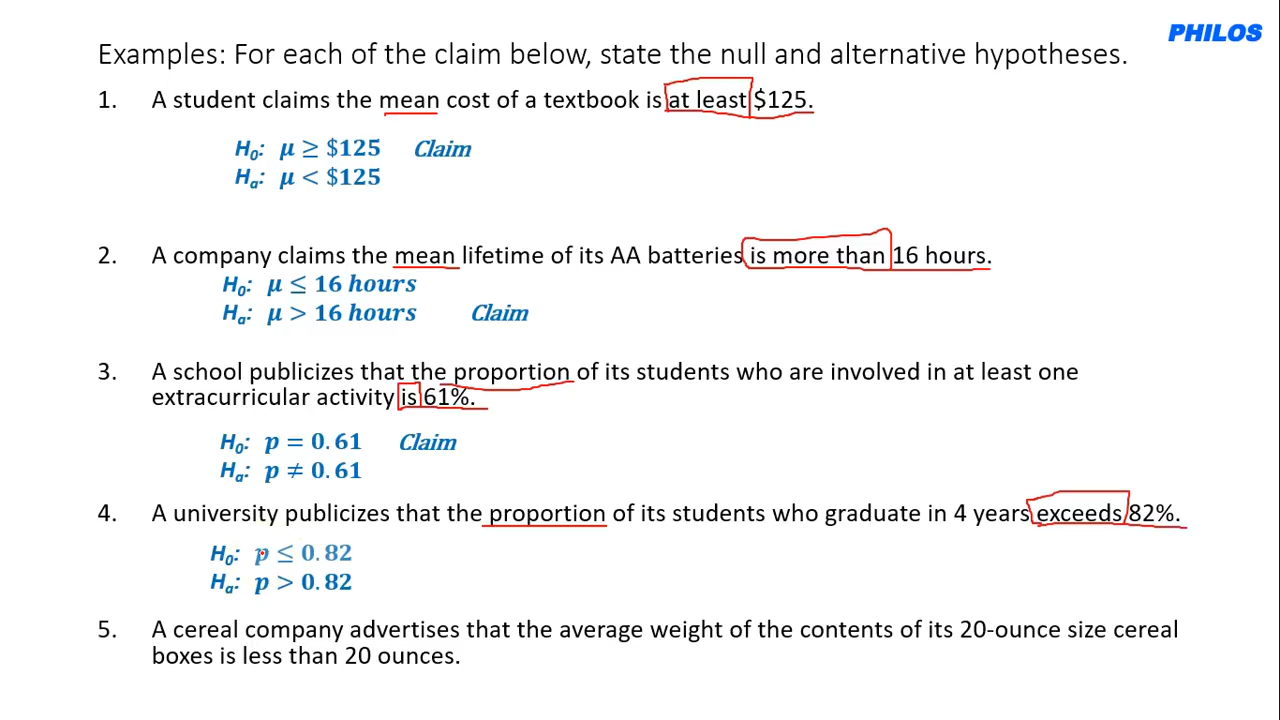 PHILOS
Examples: For each of the claim below, state the null and alternative hypotheses.
1. A student claims the mean cost of a textbook is at least $125.
H₀: μ ≥ $125 Claim
Hₐ: μ < $125
2. A company claims the mean lifetime of its AA batteries is more than 16 hours.
H₀: μ ≤ 16 hours
Hₐ: μ > 16 hours Claim
3. A school publicizes that the proportion of its students who are involved in at least one
extracurricular activity is 61%.
H₀: p = 0.61 Claim
Hₐ: p ≠ 0.61
4. A university publicizes that the proportion of its students who graduate in 4 years exceeds 82%.
H₀: p ≤ 0.82
Hₐ: p > 0.82
5. A cereal company advertises that the average weight of the contents of its 20-ounce size cereal
boxes is less than 20 ounces.